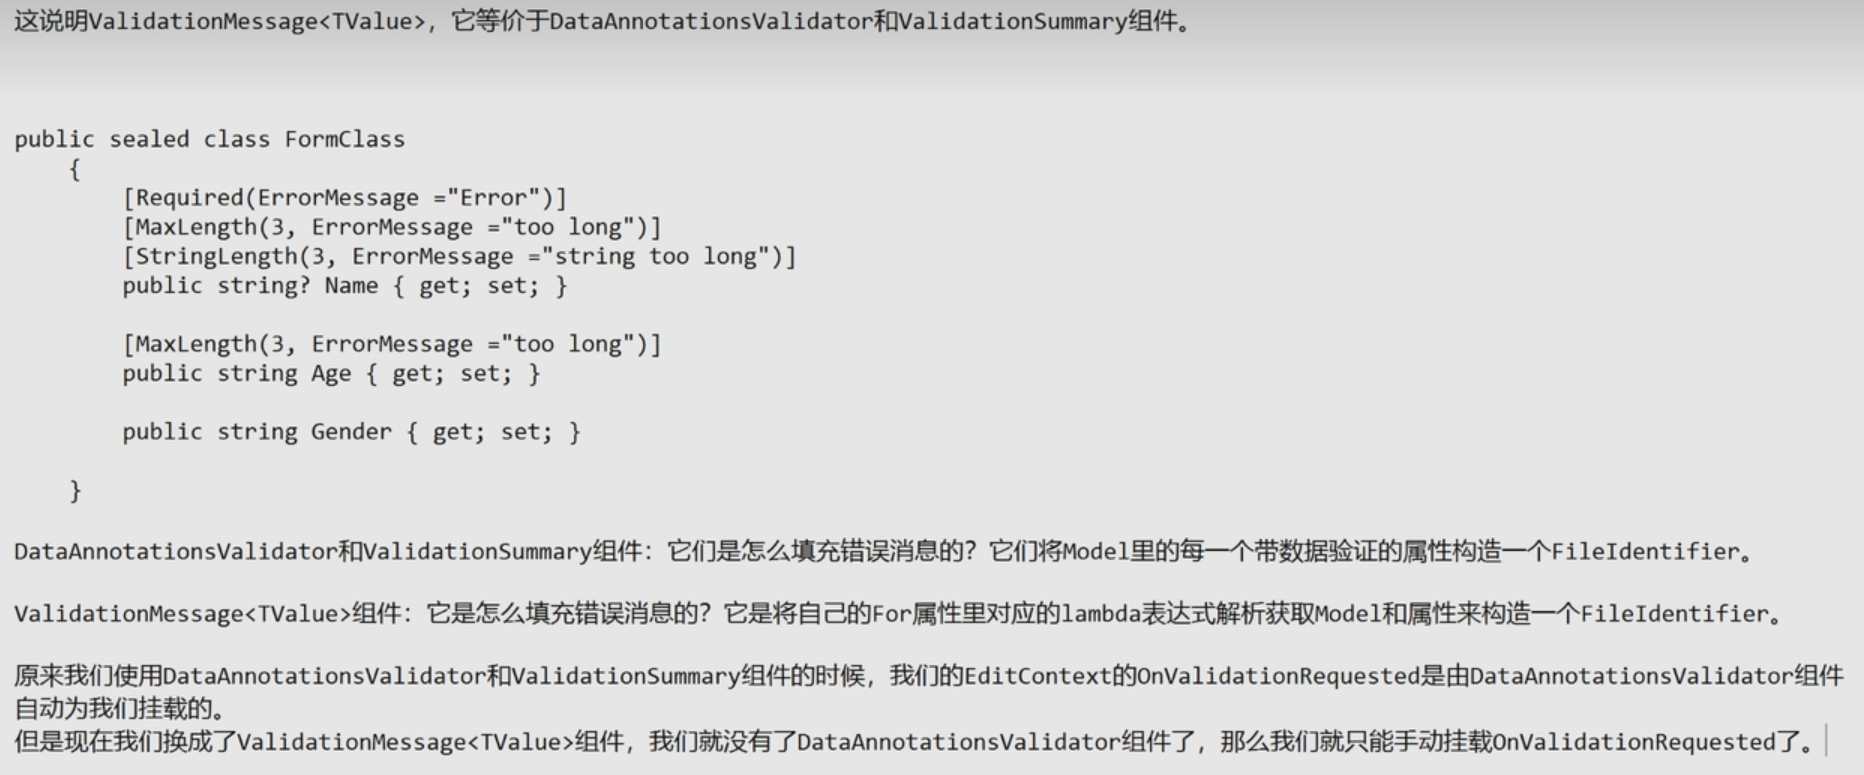 这说明ValidationMessage<TValue>，它等价于DataAnnotationsValidator和ValidationSummary组件。
public sealed class FormClass
{
[Required(ErrorMessage ="Error")]
[MaxLength(3, ErrorMessage ="too long")]
[StringLength(3, ErrorMessage ="string too long")]
public string? Name { get; set; }
[MaxLength(3, ErrorMessage ="too long")]
public string Age { get; set; }
public string Gender { get; set; }
}
DataAnnotationsValidator和ValidationSummary组件：它们是怎么填充错误消息的？它们将Model里的每一个带数据验证的属性构造一个FileIdentifier。
ValidationMessage<TValue>组件：它是怎么填充错误消息的？它是将自己的For属性里对应的lambda表达式解析获取Model和属性来构造一个FileIdentifier。
原来我们使用DataAnnotationsValidator和ValidationSummary组件的时候，我们的EditContext的OnValidationRequested是由DataAnnotationsValidator组件
自动为我们挂载的。
但是现在我们换成了ValidationMessage<TValue>组件，我们就没有了DataAnnotationsValidator组件了，那么我们就只能手动挂载OnValidationRequested了。